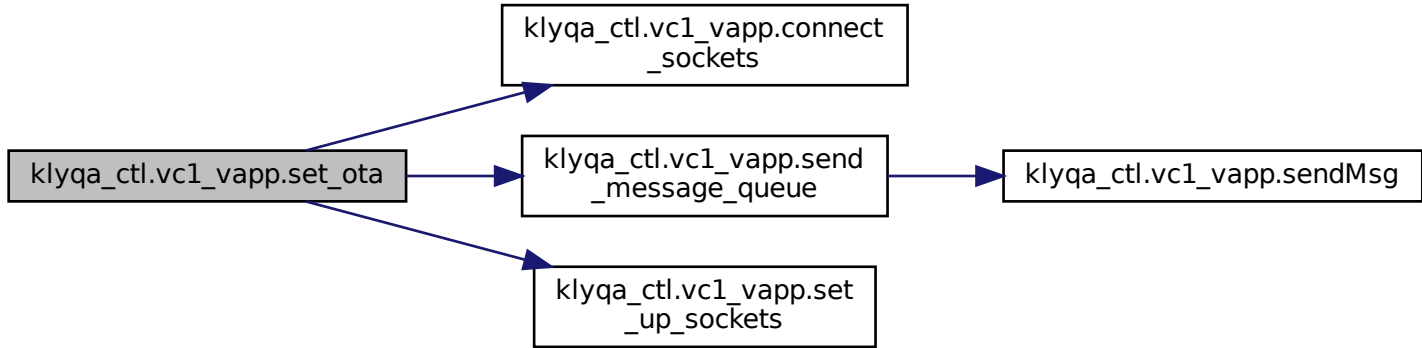 klyqa_ctl.vc1_vapp.set_ota
klyqa_ctl.vc1_vapp.connect
_sockets
klyqa_ctl.vc1_vapp.send
_message_queue
klyqa_ctl.vc1_vapp.sendMsg
klyqa_ctl.vc1_vapp.set
_up_sockets